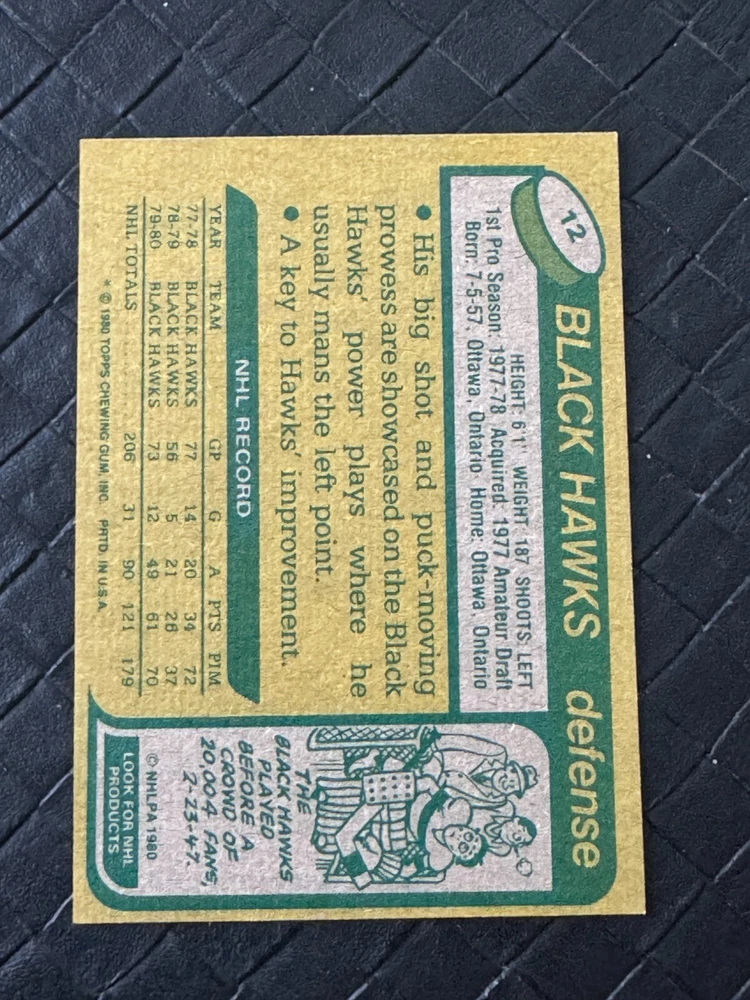 12
BLACK HAWKS defense
HEIGHT: 6'1" WEIGHT: 187 SHOOTS: LEFT
1st Pro Season: 1977-78 Acquired: 1977 Amateur Draft
Born: 7-5-57, Ottawa, Ontario Home: Ottawa, Ontario
● His big shot and puck-moving
prowess are showcased on the Black
Hawks' power plays where he
usually mans the left point.
● A key to Hawks' improvement.
NHL RECORD
YEAR TEAM GP G A PTS PIM
77-78 BLACK HAWKS 77 14 20 34 72
78-79 BLACK HAWKS 56 5 21 26 37
79-80 BLACK HAWKS 73 12 49 61 70
NHL TOTALS ........ 206 31 90 121 179
* © 1980 TOPPS CHEWING GUM, INC. PRTD. IN U.S.A.
THE
BLACK HAWKS
PLAYED
BEFORE A
CROWD OF
20,004 FANS,
2-23-47.
© NHLPA 1980
LOOK FOR NHL
PRODUCTS